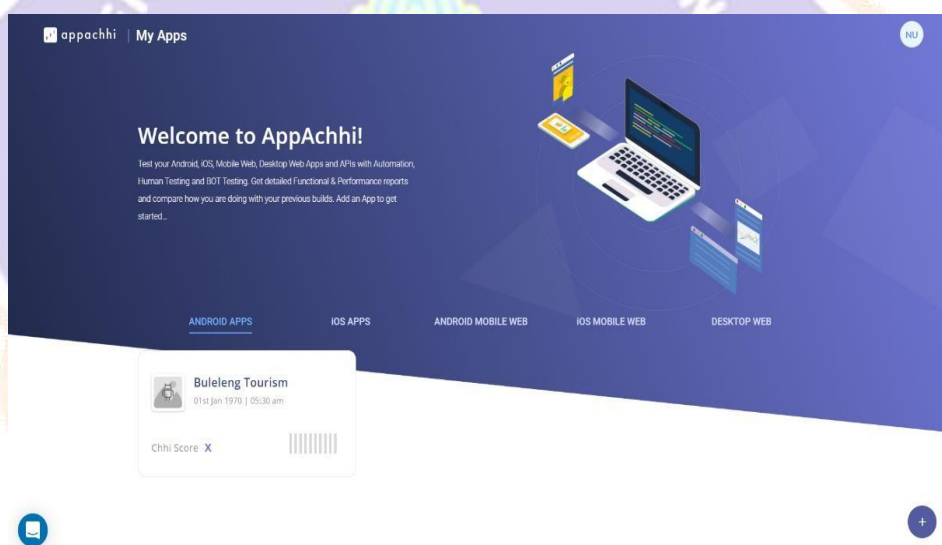 appachhi | My Apps
NU
Welcome to AppAchhi!
Test your Android, iOS, Mobile Web, Desktop Web Apps and APIs with Automation,
Human Testing and BOT Testing. Get detailed Functional & Performance reports
and compare how you are doing with your previous builds. Add an App to get
started...
ANDROID APPS
iOS APPS
ANDROID MOBILE WEB
iOS MOBILE WEB
DESKTOP WEB
Buleleng Tourism
01st Jan 1970 | 05:30 am
Chhi Score X
+